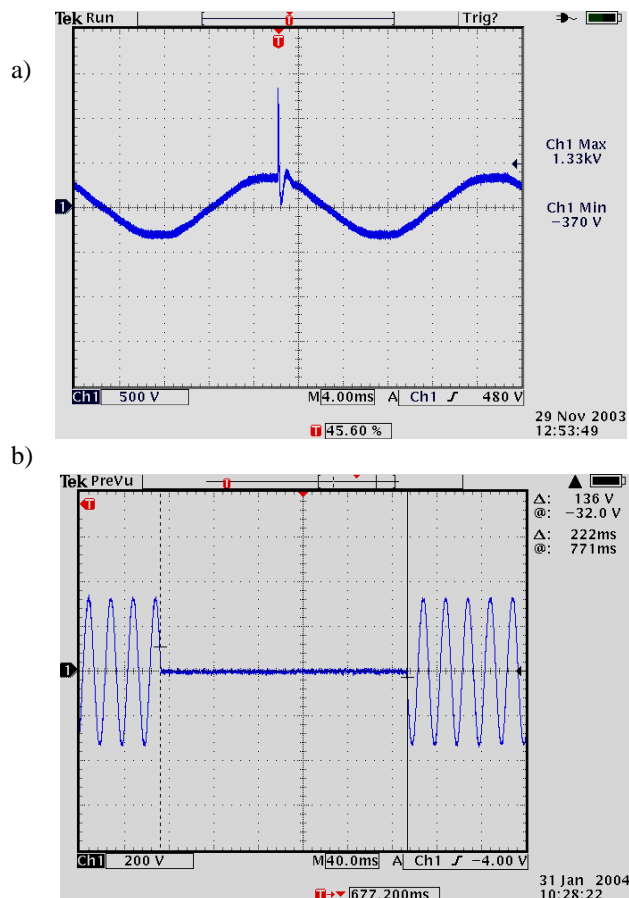 a)
Tek Run Trig?
T
T
Ch1 Max
1.33kV
1
Ch1 Min
-370 V
Ch1 500 V M 4.00ms A Ch1 480 V
T 45.60 %
29 Nov 2003
12:53:49
b)
Tek PreVu
T
T
Δ: 136 V
@: -32.0 V
Δ: 222ms
@: 771ms
1
Ch1 200 V M 40.0ms A Ch1 -4.00 V
T 677.200ms
31 Jan 2004
10:28:22